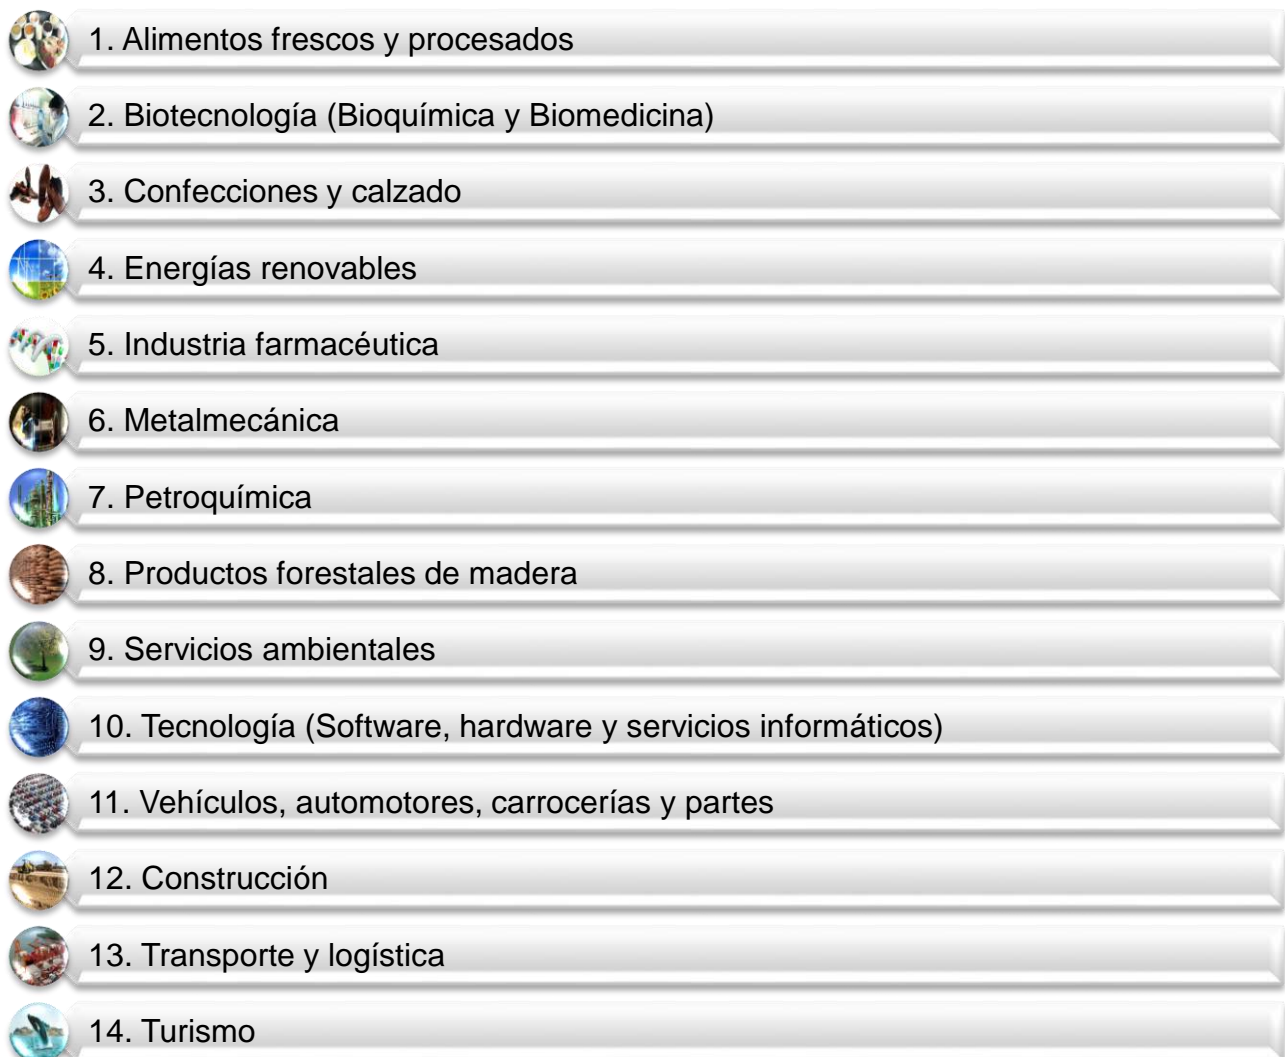 1. Alimentos frescos y procesados
2. Biotecnología (Bioquímica y Biomedicina)
3. Confecciones y calzado
4. Energías renovables
5. Industria farmacéutica
6. Metalmecánica
7. Petroquímica
8. Productos forestales de madera
9. Servicios ambientales
10. Tecnología (Software, hardware y servicios informáticos)
11. Vehículos, automotores, carrocerías y partes
12. Construcción
13. Transporte y logística
14. Turismo